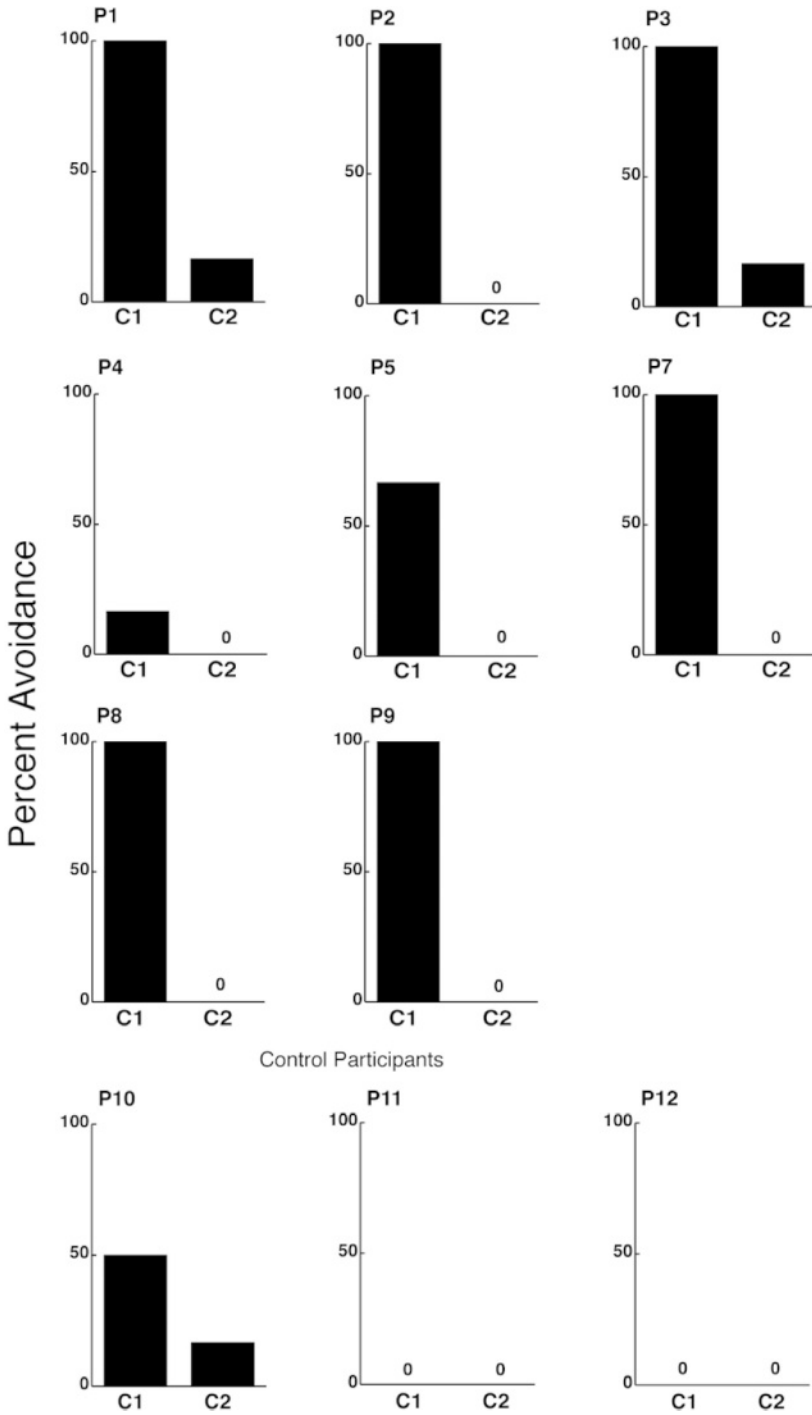 P1 P2 P3
100 100 100
50 50 50
0 0 0 0
C1 C2 C1 C2 C1 C2
P4 P5 P7
100 100 100
50 50 50
0 0 0 0 0 0
C1 C2 C1 C2 C1 C2
Percent Avoidance
P8 P9
100 100
50 50
0 0 0 0
C1 C2 C1 C2
Control Participants
P10 P11 P12
100 100 100
50 50 50
0 0 0 0 0 0 0
C1 C2 C1 C2 C1 C2